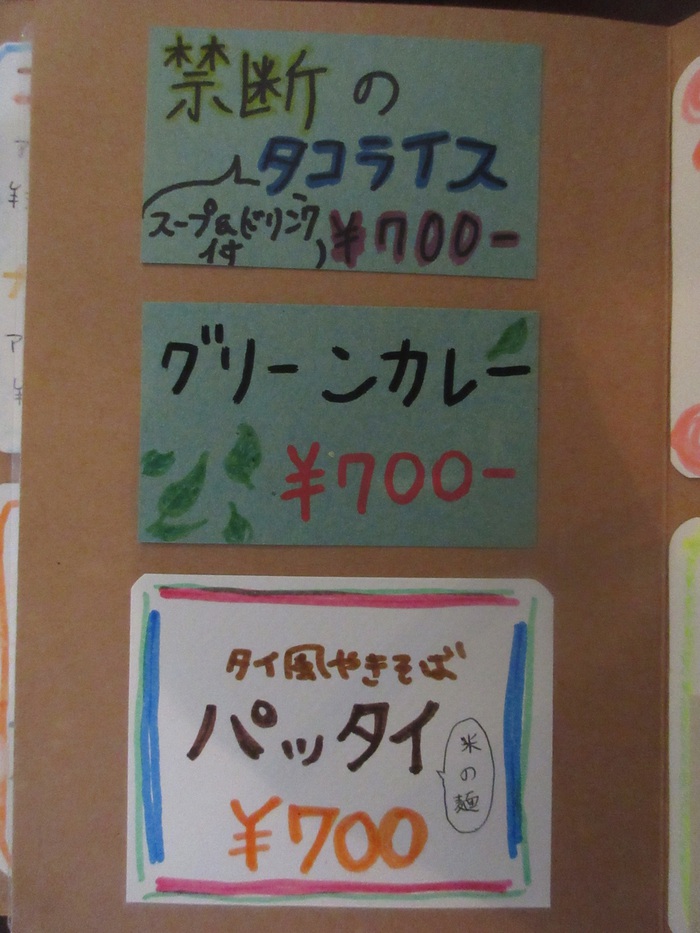 禁断の
タコライス
スープ&ドリンク付
¥700-
グリーンカレー
¥700-
タイ風やきそば
パッタイ
米の麺
¥700